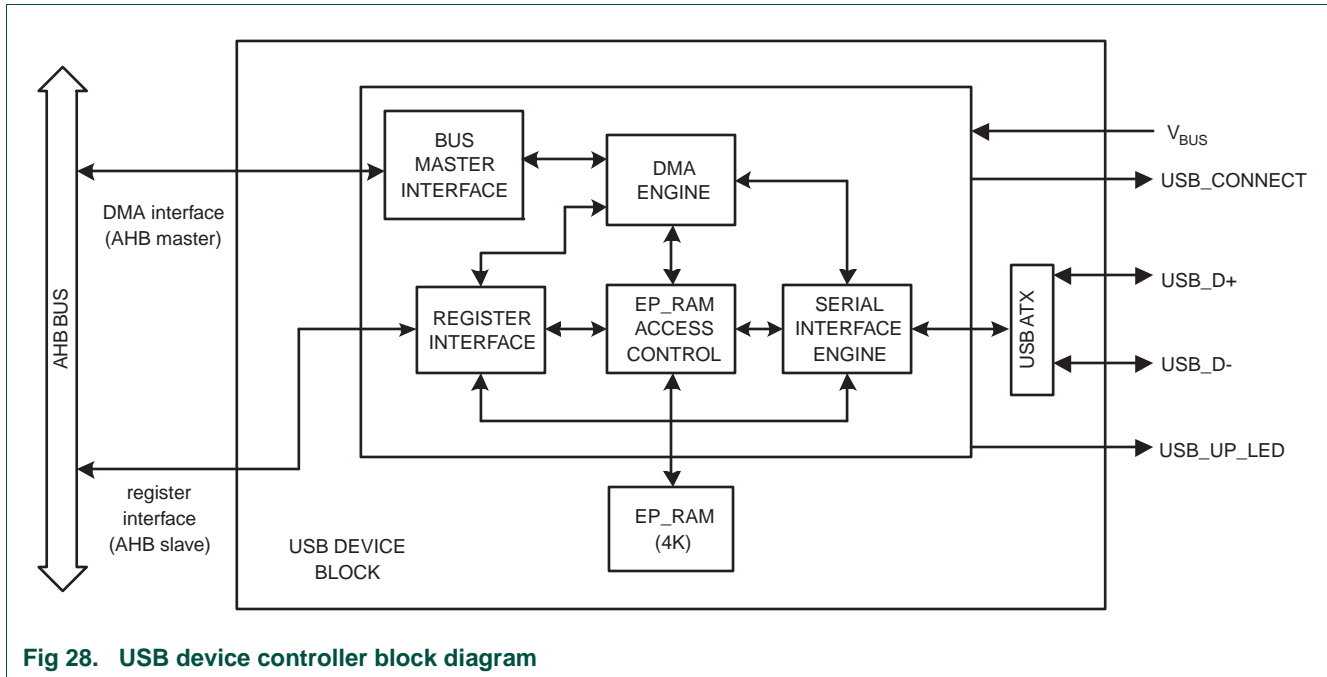 BUS
MASTER
INTERFACE
DMA
ENGINE
V_BUS
USB_CONNECT
DMA interface
(AHB master)
AHB BUS
REGISTER
INTERFACE
EP_RAM
ACCESS
CONTROL
SERIAL
INTERFACE
ENGINE
USB ATX
USB_D+
USB_D-
USB_UP_LED
register
interface
(AHB slave)
USB DEVICE
BLOCK
EP_RAM
(4K)
Fig 28. USB device controller block diagram